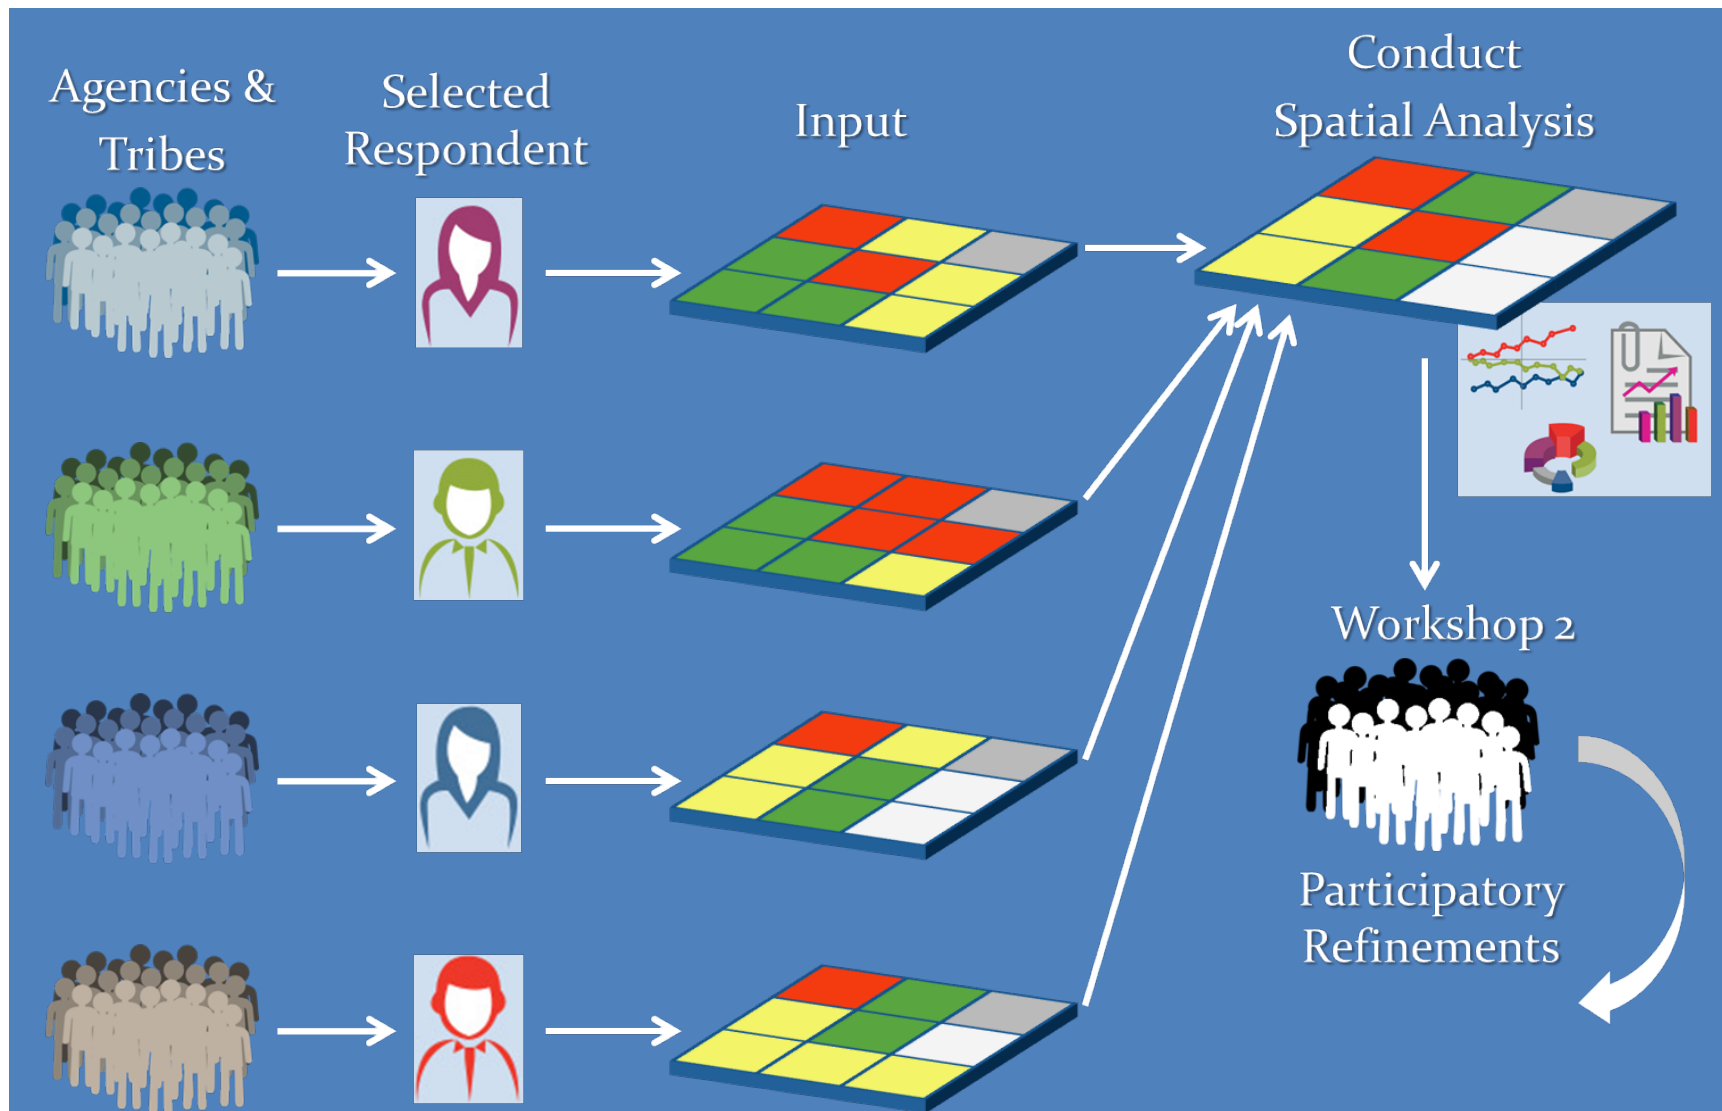 Agencies &
Tribes
Selected
Respondent
Input
Conduct
Spatial Analysis
Workshop 2
Participatory
Refinements